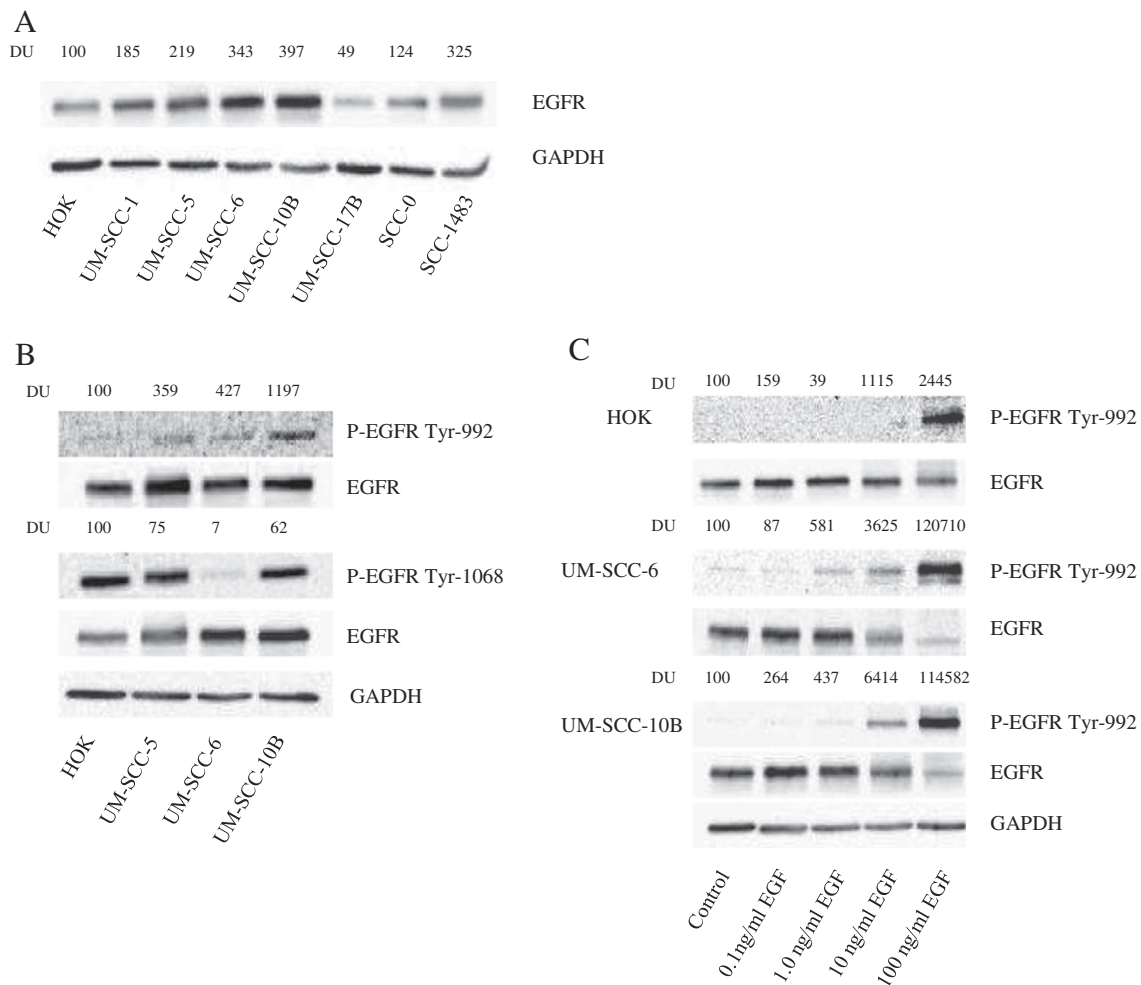 A
DU 100 185 219 343 397 49 124 325
EGFR
GAPDH
HOK
UM-SCC-1
UM-SCC-5
UM-SCC-6
UM-SCC-10B
UM-SCC-17B
SCC-0
SCC-1483
B
DU 100 359 427 1197
P-EGFR Tyr-992
EGFR
DU 100 75 7 62
P-EGFR Tyr-1068
EGFR
GAPDH
HOK
UM-SCC-5
UM-SCC-6
UM-SCC-10B
C
DU 100 159 39 1115 2445
HOK P-EGFR Tyr-992
EGFR
DU 100 87 581 3625 120710
UM-SCC-6 P-EGFR Tyr-992
EGFR
DU 100 264 437 6414 114582
UM-SCC-10B P-EGFR Tyr-992
EGFR
GAPDH
Control
0.1ng/ml EGF
1.0 ng/ml EGF
10 ng/ml EGF
100 ng/ml EGF